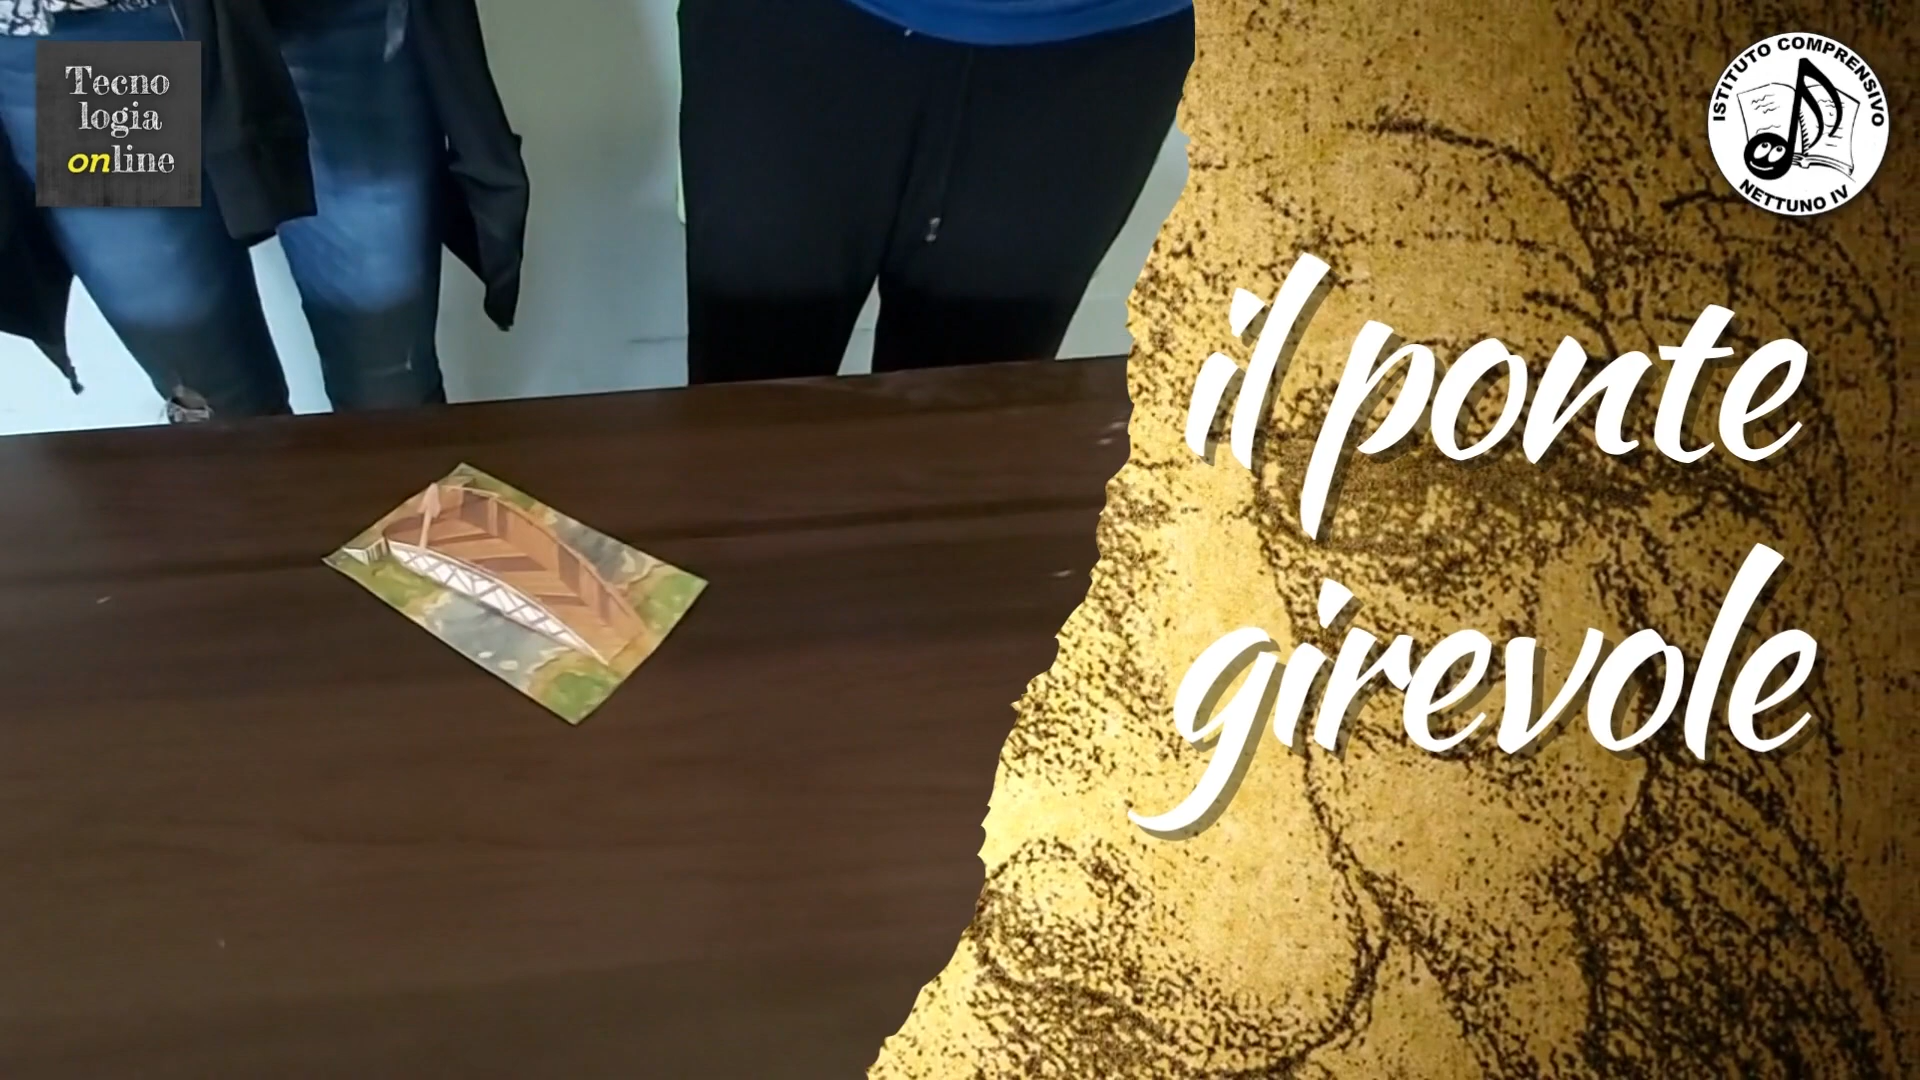 Tecno
logia
online
ISTITUTO COMPRENSIVO
NETTUNO IV
il ponte
girevole